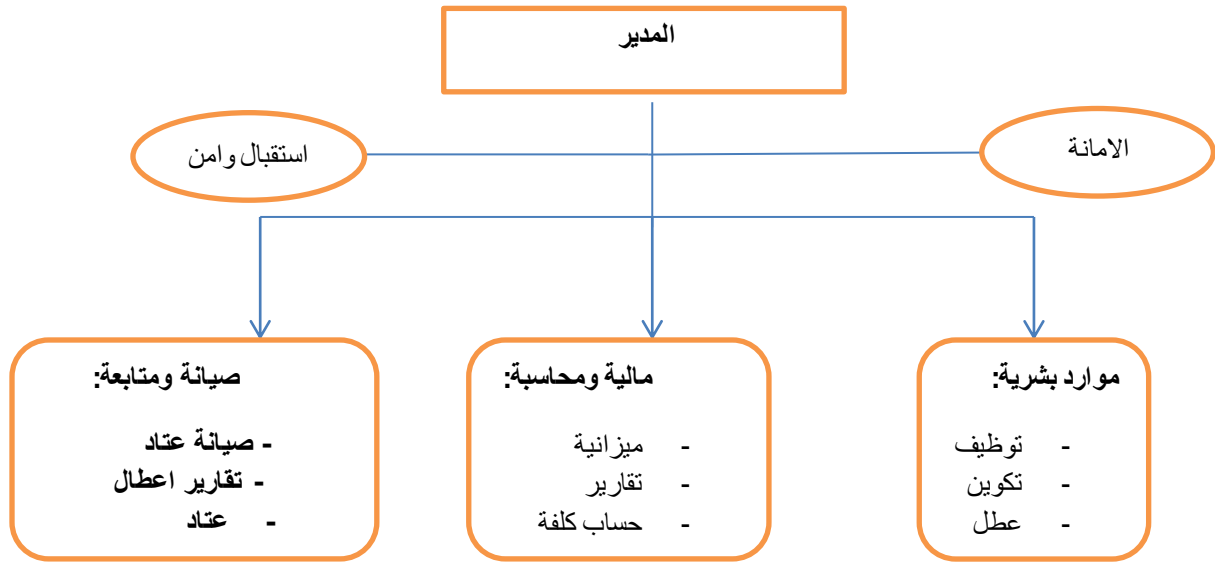 المدير
الامانة
استقبال وامن
موارد بشرية:
- توظيف
- تكوين
- عطل
مالية ومحاسبة:
- ميزانية
- تقارير
- حساب كلفة
صيانة ومتابعة:
- صيانة عتاد
- تقارير اعطال
- عتاد